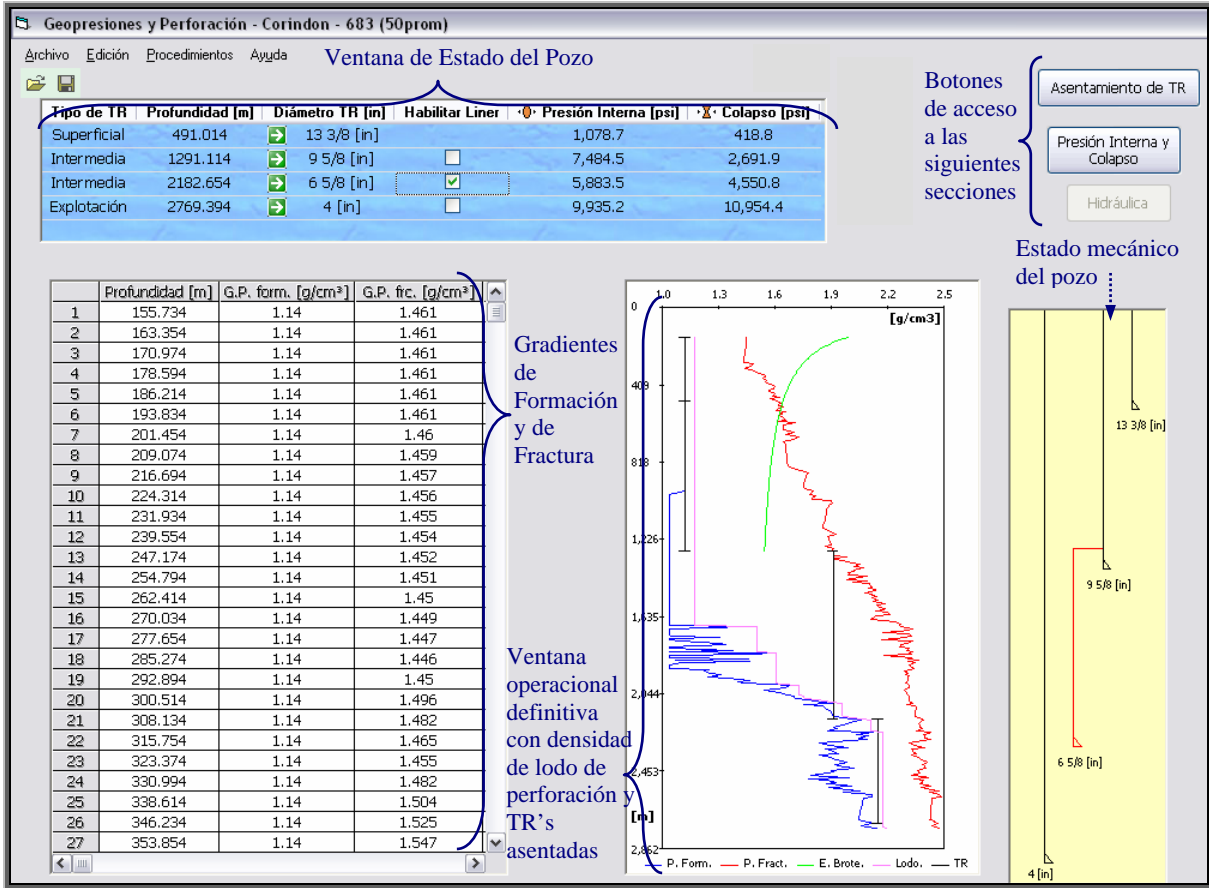 Geopresiones y Perforación - Corindon - 683 (50prom)
Archivo Edición Procedimientos Ayuda
Ventana de Estado del Pozo
Tipo de TR Profundidad [m] Diámetro TR [in] Habilitar Liner Presión Interna [psi] Colapso [psi]
Superficial 491.014 13 3/8 [in] 1,078.7 418.8
Intermedia 1291.114 9 5/8 [in] 7,484.5 2,691.9
Intermedia 2182.654 6 5/8 [in] 5,883.5 4,550.8
Explotación 2769.394 4 [in] 9,935.2 10,954.4
Botones
de acceso
a las
siguientes
secciones
Asentamiento de TR
Presión Interna y
Colapso
Hidráulica
Estado mecánico
del pozo
Profundidad [m] G.P. form. [g/cm³] G.P. frc. [g/cm³]
1 155.734 1.14 1.461
2 163.354 1.14 1.461
3 170.974 1.14 1.461
4 178.594 1.14 1.461
5 186.214 1.14 1.461
6 193.834 1.14 1.461
7 201.454 1.14 1.46
8 209.074 1.14 1.459
9 216.694 1.14 1.457
10 224.314 1.14 1.456
11 231.934 1.14 1.455
12 239.554 1.14 1.454
13 247.174 1.14 1.452
14 254.794 1.14 1.451
15 262.414 1.14 1.45
16 270.034 1.14 1.449
17 277.654 1.14 1.447
18 285.274 1.14 1.446
19 292.894 1.14 1.45
20 300.514 1.14 1.496
21 308.134 1.14 1.482
22 315.754 1.14 1.465
23 323.374 1.14 1.455
24 330.994 1.14 1.482
25 338.614 1.14 1.504
26 346.234 1.14 1.525
27 353.854 1.14 1.547
Gradientes
de
Formación
y de
Fractura
Ventana
operacional
definitiva
con densidad
de lodo de
perforación y
TR's
asentadas
1.0 1.3 1.6 1.9 2.2 2.5
[g/cm3]
0
409
818
1,226
1,635
2,044
2,453
[m]
2,862
P. Form. P. Fract. E. Brote. Lodo. TR
13 3/8 [in]
9 5/8 [in]
6 5/8 [in]
4 [in]